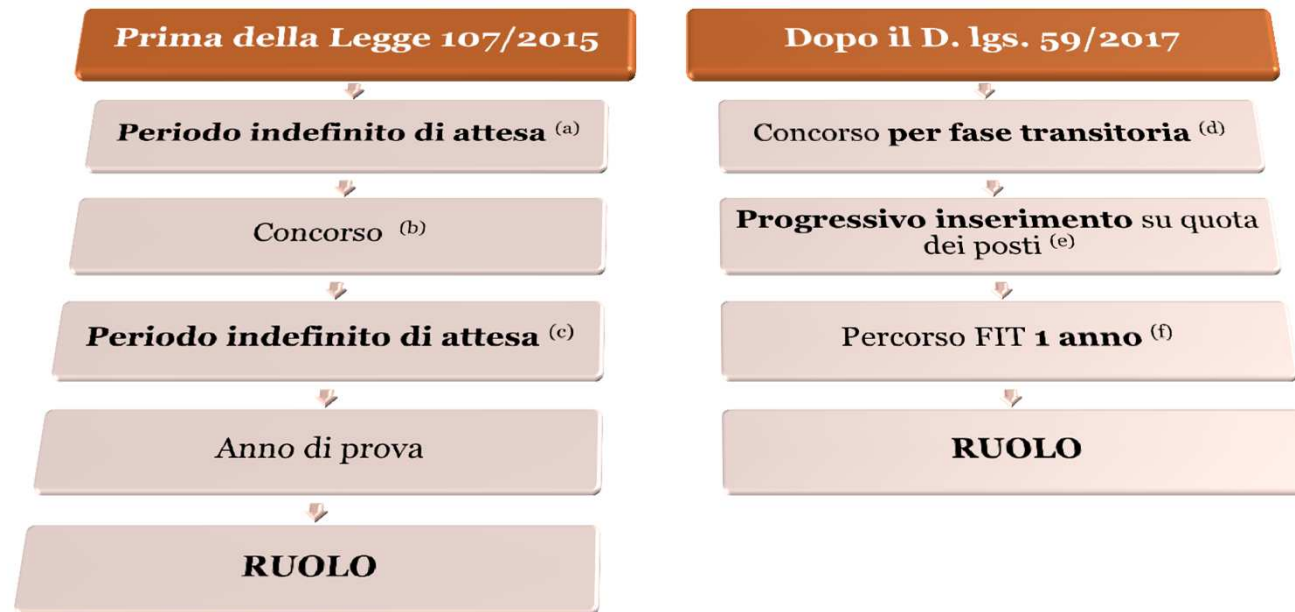 Prima della Legge 107/2015
Periodo indefinito di attesa (a)
Concorso (b)
Periodo indefinito di attesa (c)
Anno di prova
RUOLO
Dopo il D. lgs. 59/2017
Concorso per fase transitoria (d)
Progressivo inserimento su quota
dei posti (e)
Percorso FIT 1 anno (f)
RUOLO